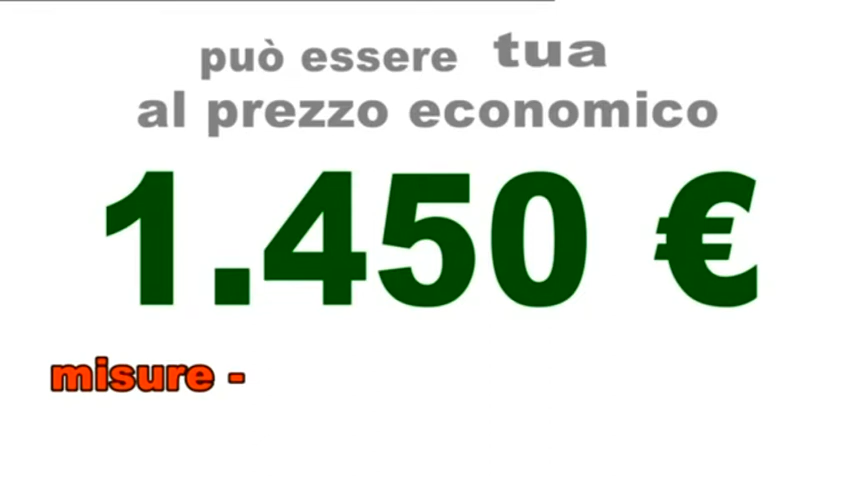 può essere tua
al prezzo economico
1.450 €
misure -